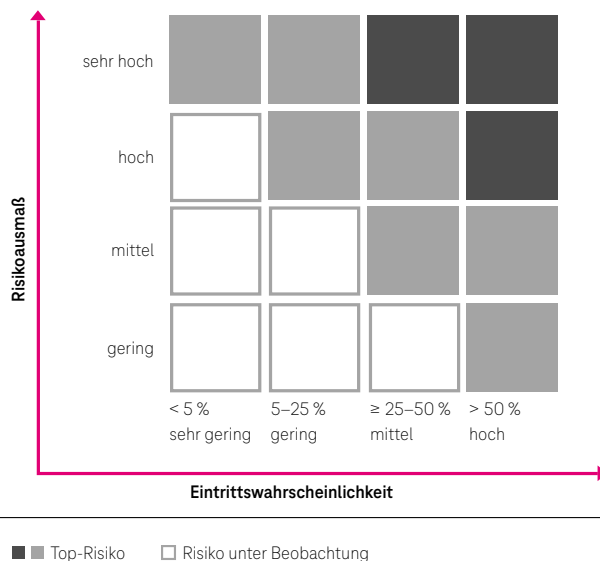 sehr hoch
hoch
mittel
gering
Risikoausmaß
< 5 % 5–25 % ≥ 25–50 % > 50 %
sehr gering gering mittel hoch
Eintrittswahrscheinlichkeit
Top-Risiko Risiko unter Beobachtung